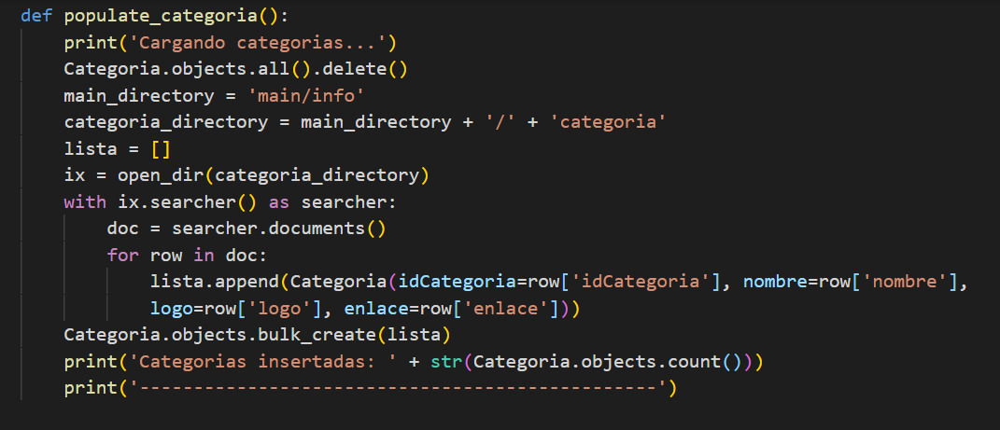 def populate_categoria():
    print('Cargando categorias...')
    Categoria.objects.all().delete()
    main_directory = 'main/info'
    categoria_directory = main_directory + '/' + 'categoria'
    lista = []
    ix = open_dir(categoria_directory)
    with ix.searcher() as searcher:
        doc = searcher.documents()
        for row in doc:
            lista.append(Categoria(idCategoria=row['idCategoria'], nombre=row['nombre'],
            logo=row['logo'], enlace=row['enlace']))
    Categoria.objects.bulk_create(lista)
    print('Categorias insertadas: ' + str(Categoria.objects.count()))
    print('------------------------------------------------')